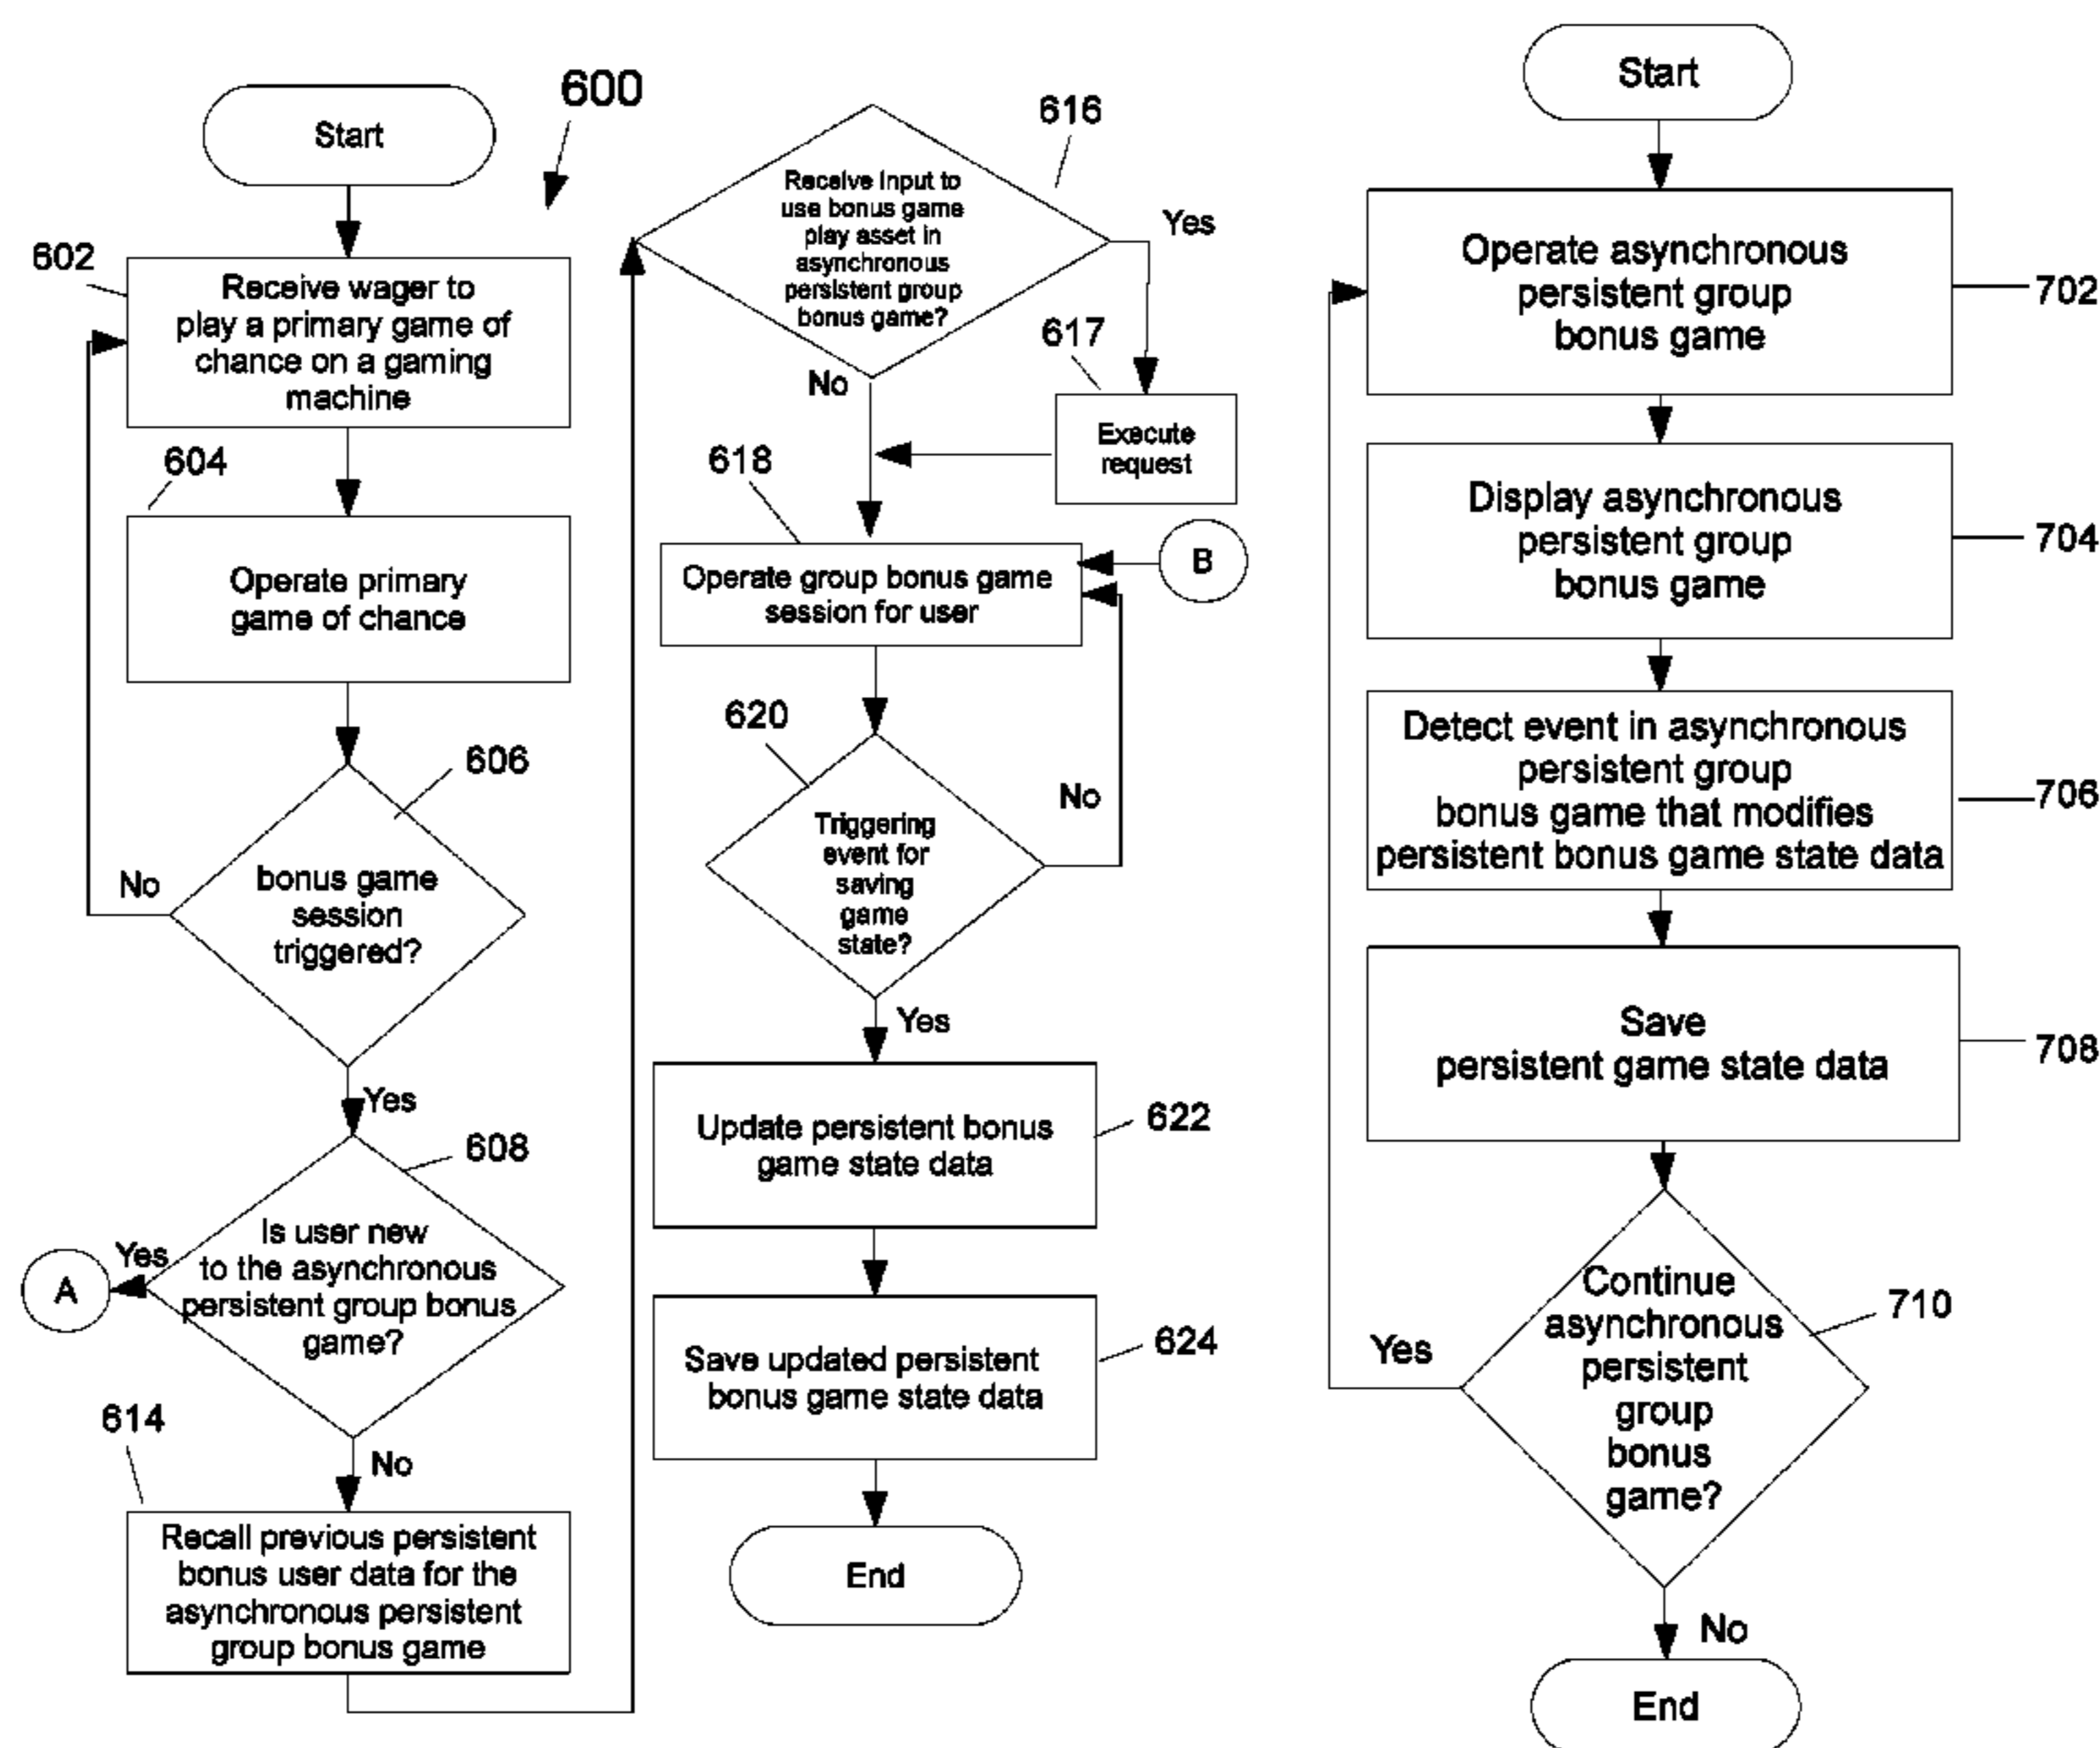 600
Start
602
Receive wager to
play a primary game of
chance on a gaming
machine
604
Operate primary
game of chance
606
bonus game
session
triggered?
No
Yes
608
Is user new
to the asynchronous
persistent group bonus
game?
Yes
A
No
614
Recall previous persistent
bonus user data for the
asynchronous persistent
group bonus game
616
Receive Input to
use bonus game
play asset in
asynchronous
persistent group
bonus game?
Yes
No
617
Execute
request
618
Operate group bonus game
session for user
B
620
Triggering
event for
saving
game
state?
No
Yes
622
Update persistent bonus
game state data
624
Save updated persistent
bonus game state data
End
Start
Operate asynchronous
persistent group
bonus game
702
Display asynchronous
persistent group
bonus game
704
Detect event in asynchronous
persistent group
bonus game that modifies
persistent bonus game state data
706
Save
persistent game state data
708
Continue
asynchronous
persistent
group
bonus
game?
710
Yes
No
End